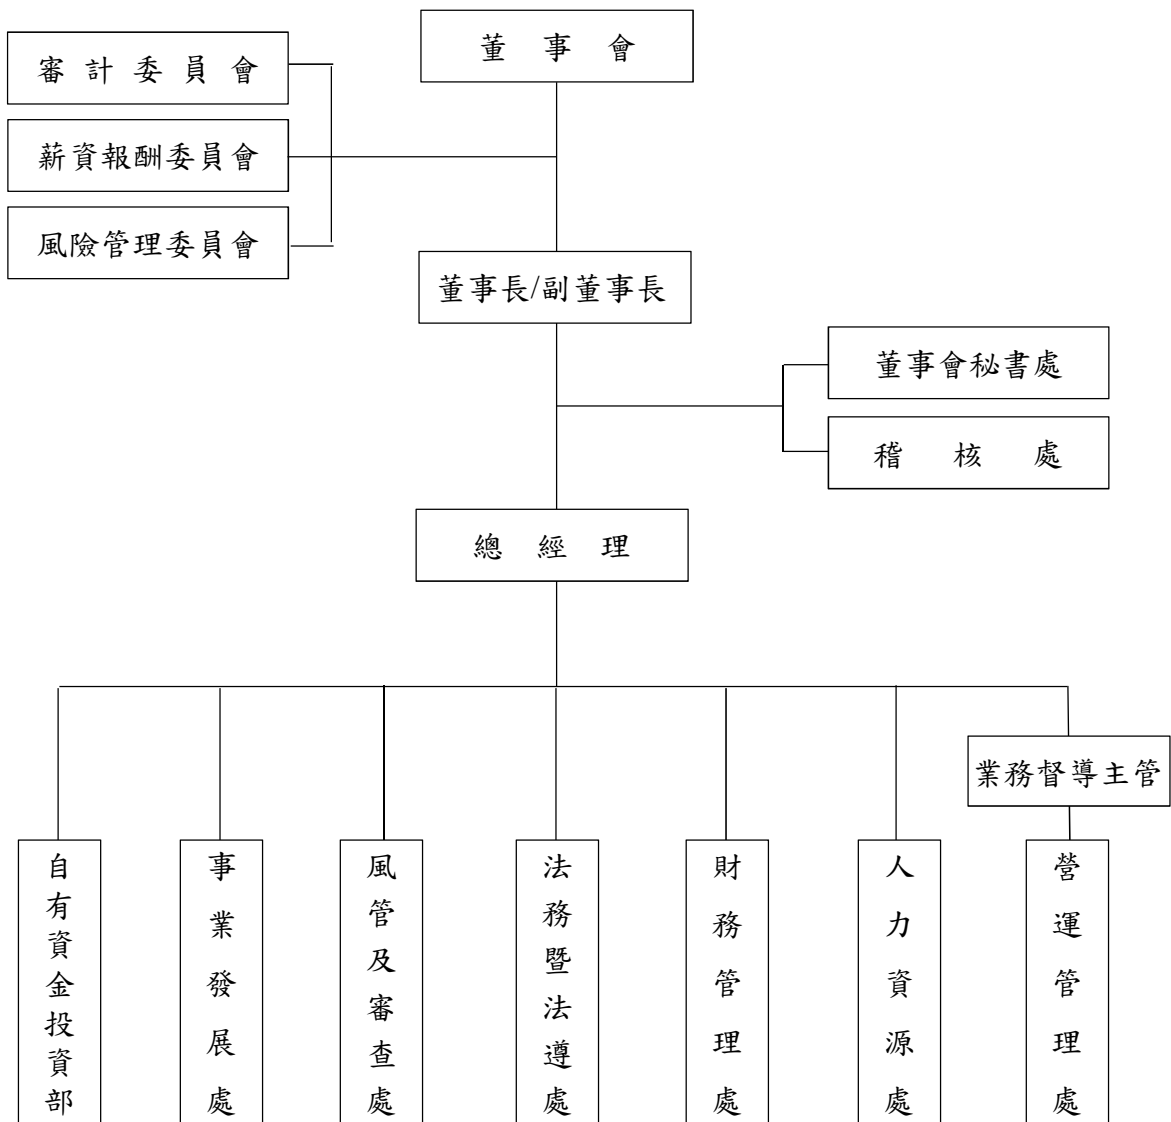 董事會
審計委員會
薪資報酬委員會
風險管理委員會
董事長/副董事長
董事會秘書處
稽核處
總經理
業務督導主管
自有資金投資部
事業發展處
風管及審查處
法務暨法遵處
財務管理處
人力資源處
營運管理處